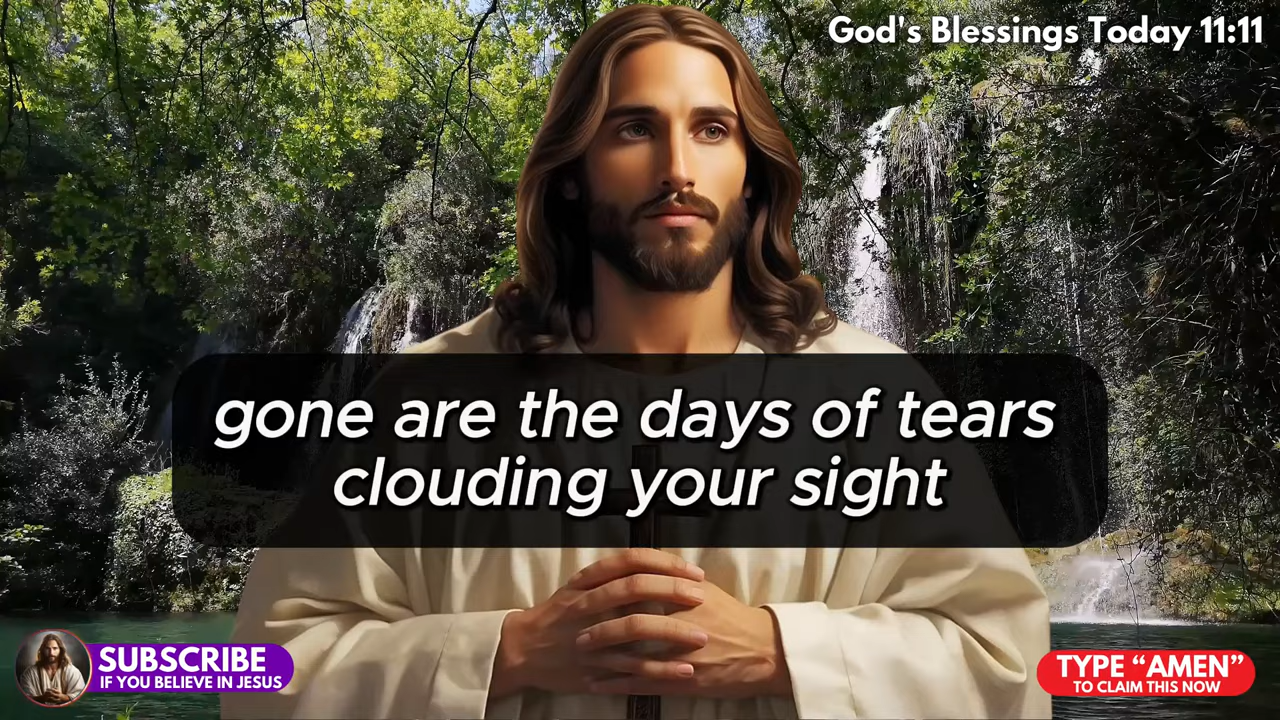 God's Blessings Today 11:11
gone are the days of tears
clouding your sight
SUBSCRIBE
IF YOU BELIEVE IN JESUS
TYPE “AMEN”
TO CLAIM THIS NOW